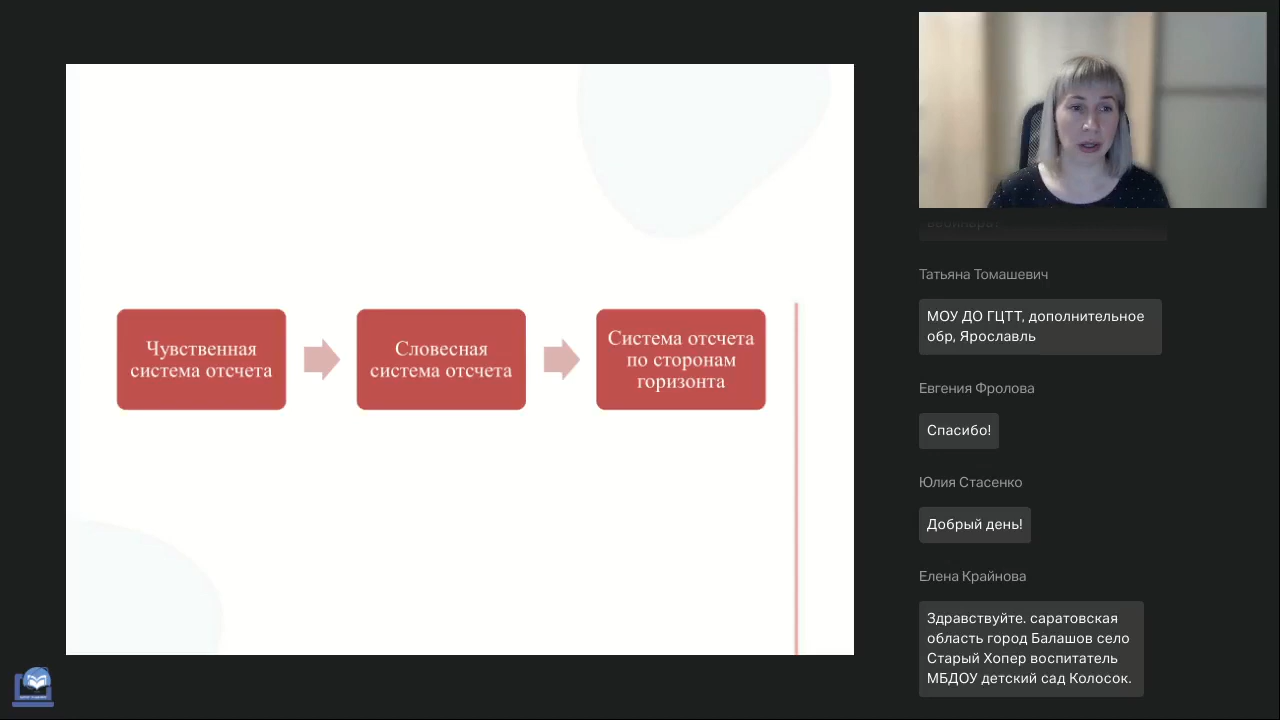 Чувственная
система отсчета
Словесная
система отсчета
Система отсчета
по сторонам
горизонта
Татьяна Томашевич
МОУ ДО ГЦТТ, дополнительное
обр, Ярославль
Евгения Фролова
Спасибо!
Юлия Стасенко
Добрый день!
Елена Крайнова
Здравствуйте. саратовская
область город Балашов село
Старый Хопер воспитатель
МБДОУ детский сад Колосок.